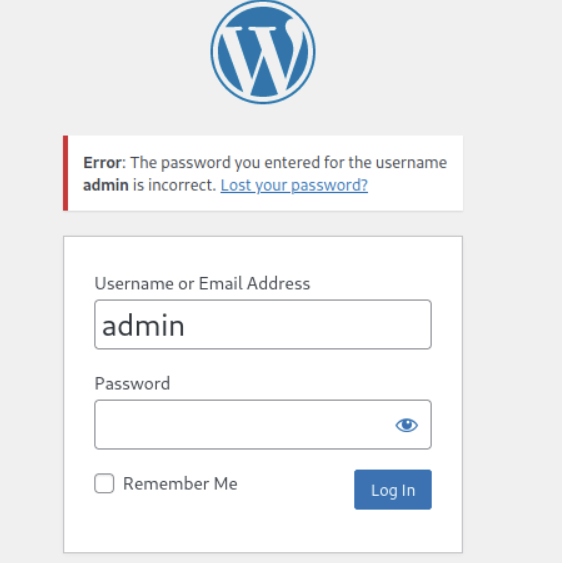 Error: The password you entered for the username
admin is incorrect. Lost your password?
Username or Email Address
admin
Password
Remember Me
Log In